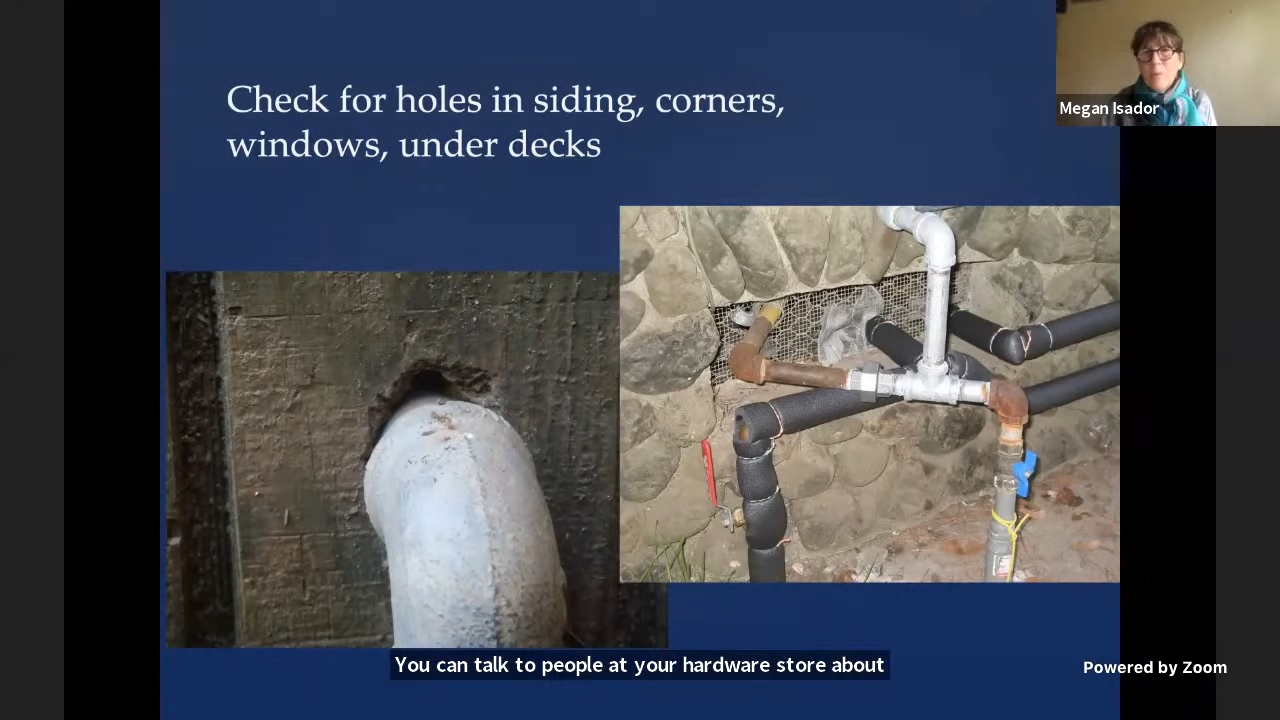 Check for holes in siding, corners,
windows, under decks
Megan Isador
You can talk to people at your hardware store about
Powered by Zoom